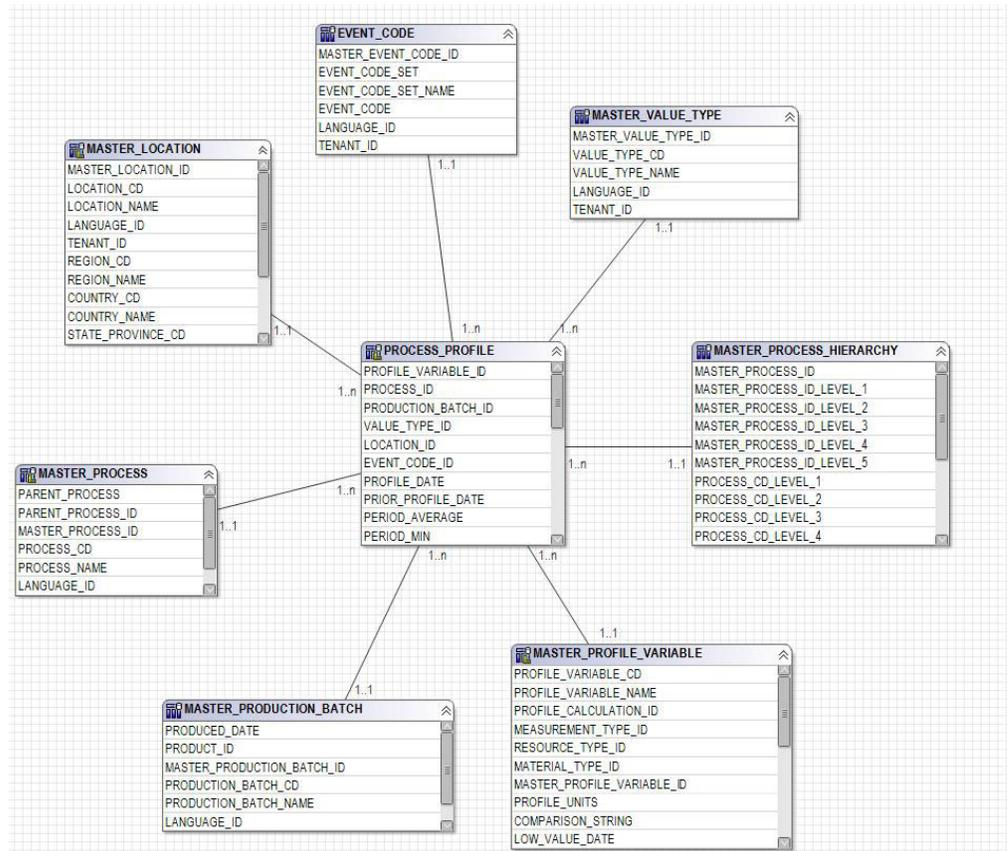 EVENT_CODE
MASTER_EVENT_CODE_ID
EVENT_CODE_SET
EVENT_CODE_SET_NAME
EVENT_CODE
LANGUAGE_ID
TENANT_ID
1..1
MASTER_VALUE_TYPE
MASTER_VALUE_TYPE_ID
VALUE_TYPE_CD
VALUE_TYPE_NAME
LANGUAGE_ID
TENANT_ID
1..1
MASTER_LOCATION
MASTER_LOCATION_ID
LOCATION_CD
LOCATION_NAME
LANGUAGE_ID
TENANT_ID
REGION_CD
REGION_NAME
COUNTRY_CD
COUNTRY_NAME
STATE_PROVINCE_CD
1..1
1..n
1..n
1..n
PROCESS_PROFILE
PROFILE_VARIABLE_ID
PROCESS_ID
PRODUCTION_BATCH_ID
VALUE_TYPE_ID
LOCATION_ID
EVENT_CODE_ID
PROFILE_DATE
PRIOR_PROFILE_DATE
PERIOD_AVERAGE
PERIOD_MIN
1..n
1..1
MASTER_PROCESS_HIERARCHY
MASTER_PROCESS_ID
MASTER_PROCESS_ID_LEVEL_1
MASTER_PROCESS_ID_LEVEL_2
MASTER_PROCESS_ID_LEVEL_3
MASTER_PROCESS_ID_LEVEL_4
MASTER_PROCESS_ID_LEVEL_5
PROCESS_CD_LEVEL_1
PROCESS_CD_LEVEL_2
PROCESS_CD_LEVEL_3
PROCESS_CD_LEVEL_4
MASTER_PROCESS
PARENT_PROCESS
PARENT_PROCESS_ID
MASTER_PROCESS_ID
PROCESS_CD
PROCESS_NAME
LANGUAGE_ID
1..1
1..n
1..n
1..n
1..1
1..1
MASTER_PRODUCTION_BATCH
PRODUCED_DATE
PRODUCT_ID
MASTER_PRODUCTION_BATCH_ID
PRODUCTION_BATCH_CD
PRODUCTION_BATCH_NAME
LANGUAGE_ID
MASTER_PROFILE_VARIABLE
PROFILE_VARIABLE_CD
PROFILE_VARIABLE_NAME
PROFILE_CALCULATION_ID
MEASUREMENT_TYPE_ID
RESOURCE_TYPE_ID
MATERIAL_TYPE_ID
MASTER_PROFILE_VARIABLE_ID
PROFILE_UNITS
COMPARISON_STRING
LOW_VALUE_DATE